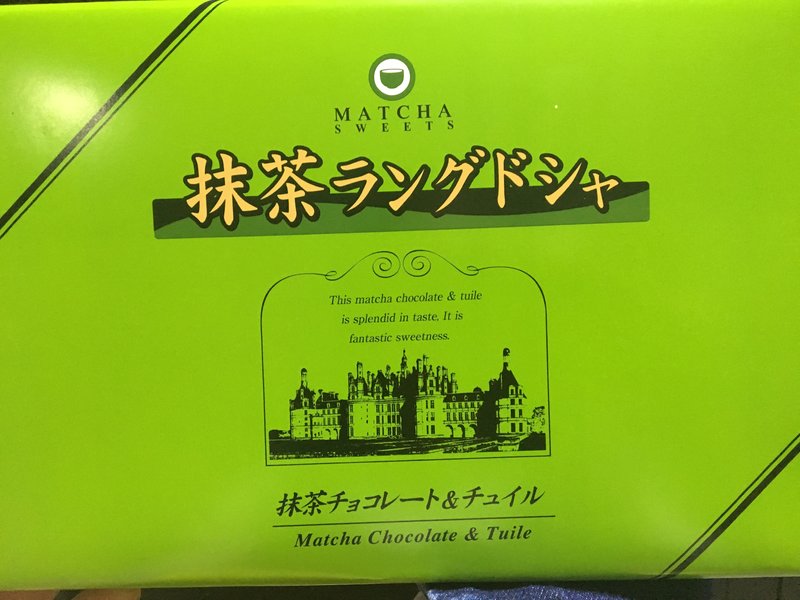 MATCHA
SWEETS
抹茶ラングドシャ
This matcha chocolate & tuile
is splendid in taste. It is
fantastic sweetness.
抹茶チョコレート&チュイル
Matcha Chocolate & Tuile